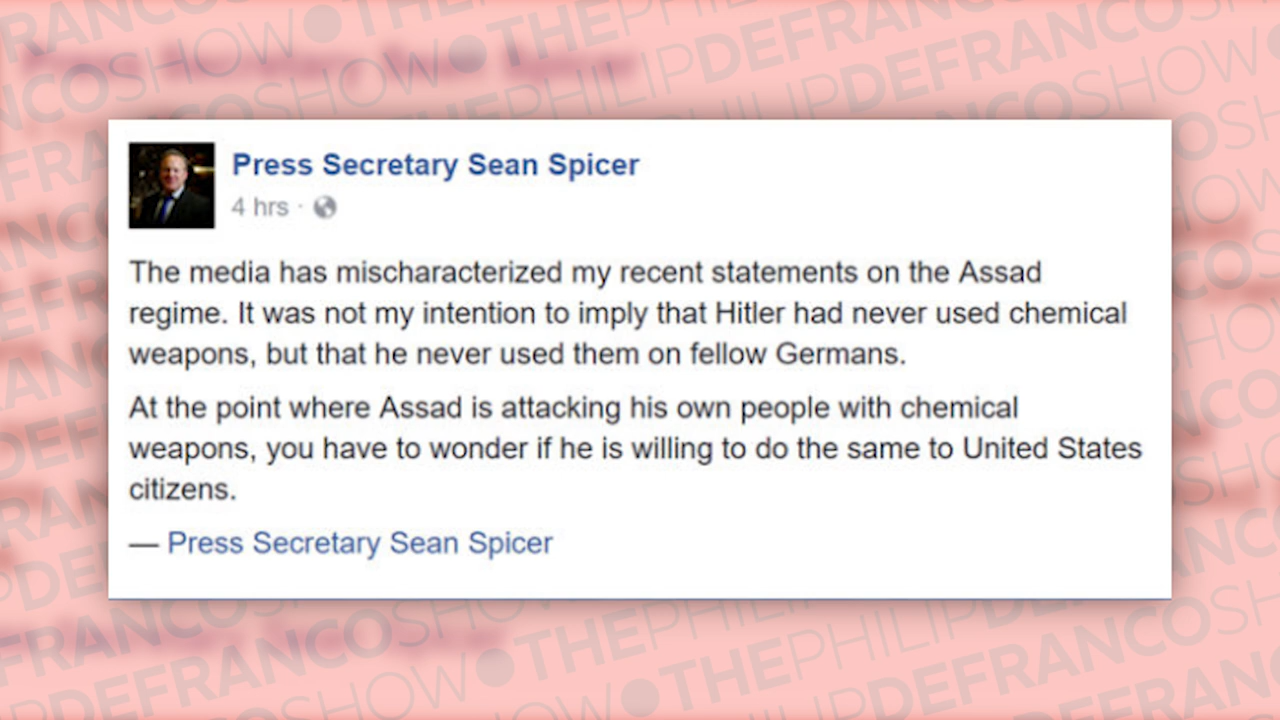 THEPHILIPDEFRANCOSHOW
Press Secretary Sean Spicer
4 hrs ·
The media has mischaracterized my recent statements on the Assad
regime. It was not my intention to imply that Hitler had never used chemical
weapons, but that he never used them on fellow Germans.
At the point where Assad is attacking his own people with chemical
weapons, you have to wonder if he is willing to do the same to United States
citizens.
— Press Secretary Sean Spicer
THEPHILIPDEFRANCOSHOW